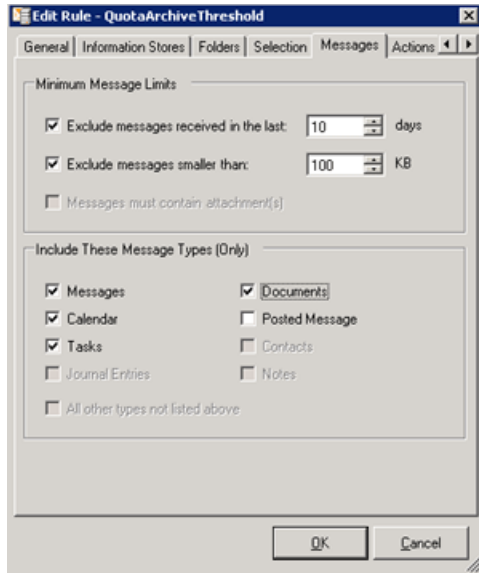 Edit Rule - QuotaArchiveThreshold
General Information Stores Folders Selection Messages Actions
Minimum Message Limits
Exclude messages received in the last: 10 days
Exclude messages smaller than: 100 KB
Messages must contain attachment(s)
Include These Message Types (Only)
Messages Documents
Calendar Posted Message
Tasks Contacts
Journal Entries Notes
All other types not listed above
OK Cancel